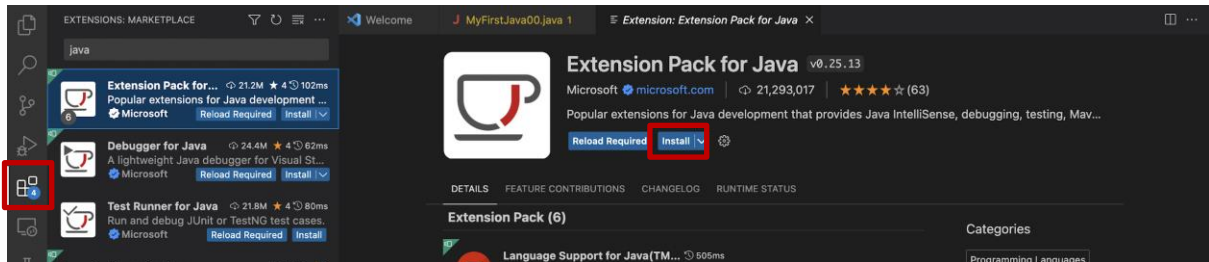 EXTENSIONS: MARKETPLACE
java
Extension Pack for... 21.2M ★ 4 102ms
Popular extensions for Java development ...
Microsoft Reload Required Install
6
Debugger for Java 24.4M ★ 4 62ms
A lightweight Java debugger for Visual St...
Microsoft Reload Required Install
Test Runner for Java 21.8M ★ 4 80ms
Run and debug JUnit or TestNG test cases.
Microsoft Reload Required Install
4
Welcome J MyFirstJava00.java 1 Extension: Extension Pack for Java ×
Extension Pack for Java v0.25.13
Microsoft microsoft.com 21,293,017 ★★★★☆(63)
Popular extensions for Java development that provides Java IntelliSense, debugging, testing, Mav...
Reload Required Install
DETAILS FEATURE CONTRIBUTIONS CHANGELOG RUNTIME STATUS
Extension Pack (6)
Language Support for Java(TM... 505ms
Categories
Programming Languages